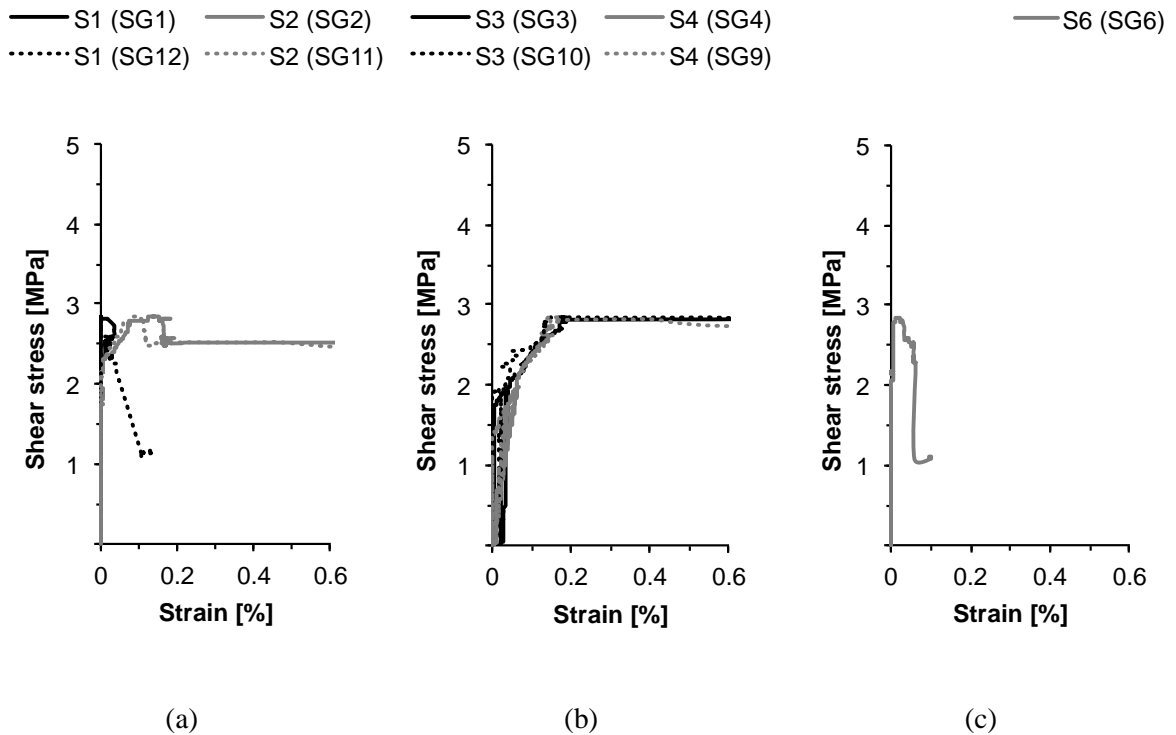 S1 (SG1) S2 (SG2) S3 (SG3) S4 (SG4) S6 (SG6)
S1 (SG12) S2 (SG11) S3 (SG10) S4 (SG9)
5 5 5
4 4 4
3 3 3
2 2 2
1 1 1
Shear stress [MPa] Shear stress [MPa] Shear stress [MPa]
0 0.2 0.4 0.6 0 0.2 0.4 0.6 0 0.2 0.4 0.6
Strain [%] Strain [%] Strain [%]
(a) (b) (c)